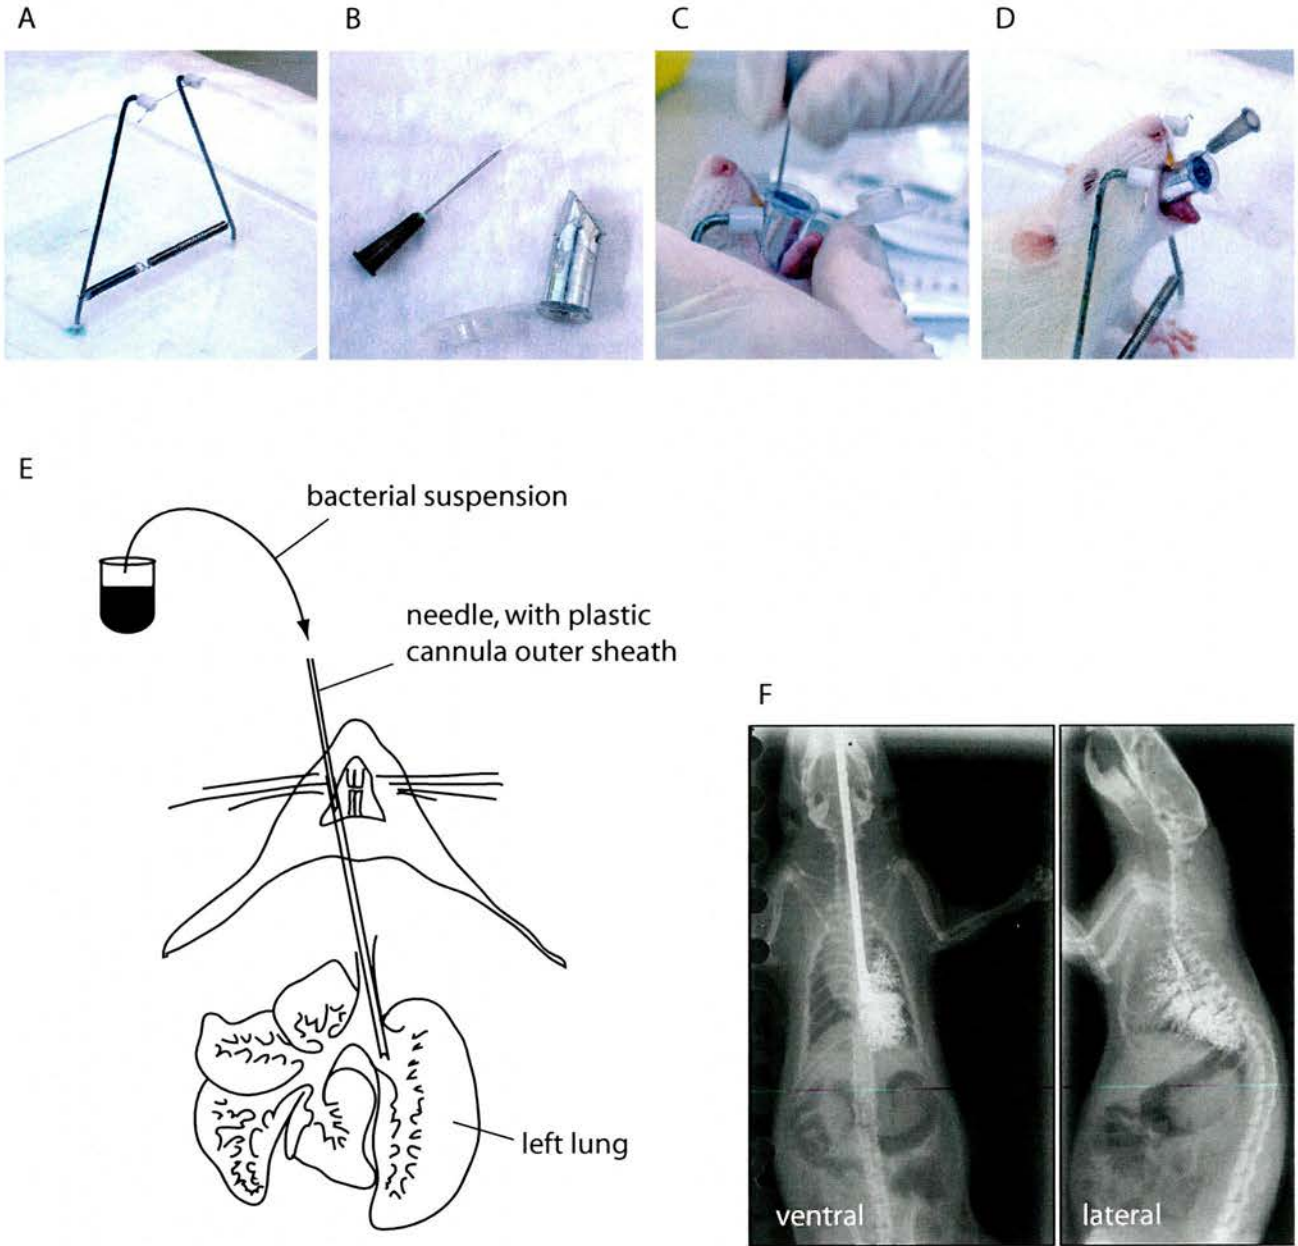 A
B
C
D
E
bacterial suspension
needle, with plastic
cannula outer sheath
left lung
F
ventral
lateral